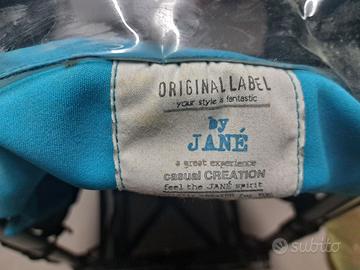 ORIGINAL LABEL
your style is fantastic
by
JANÉ
a great experience
casual CREATION
feel the JANÉ spirit
subito